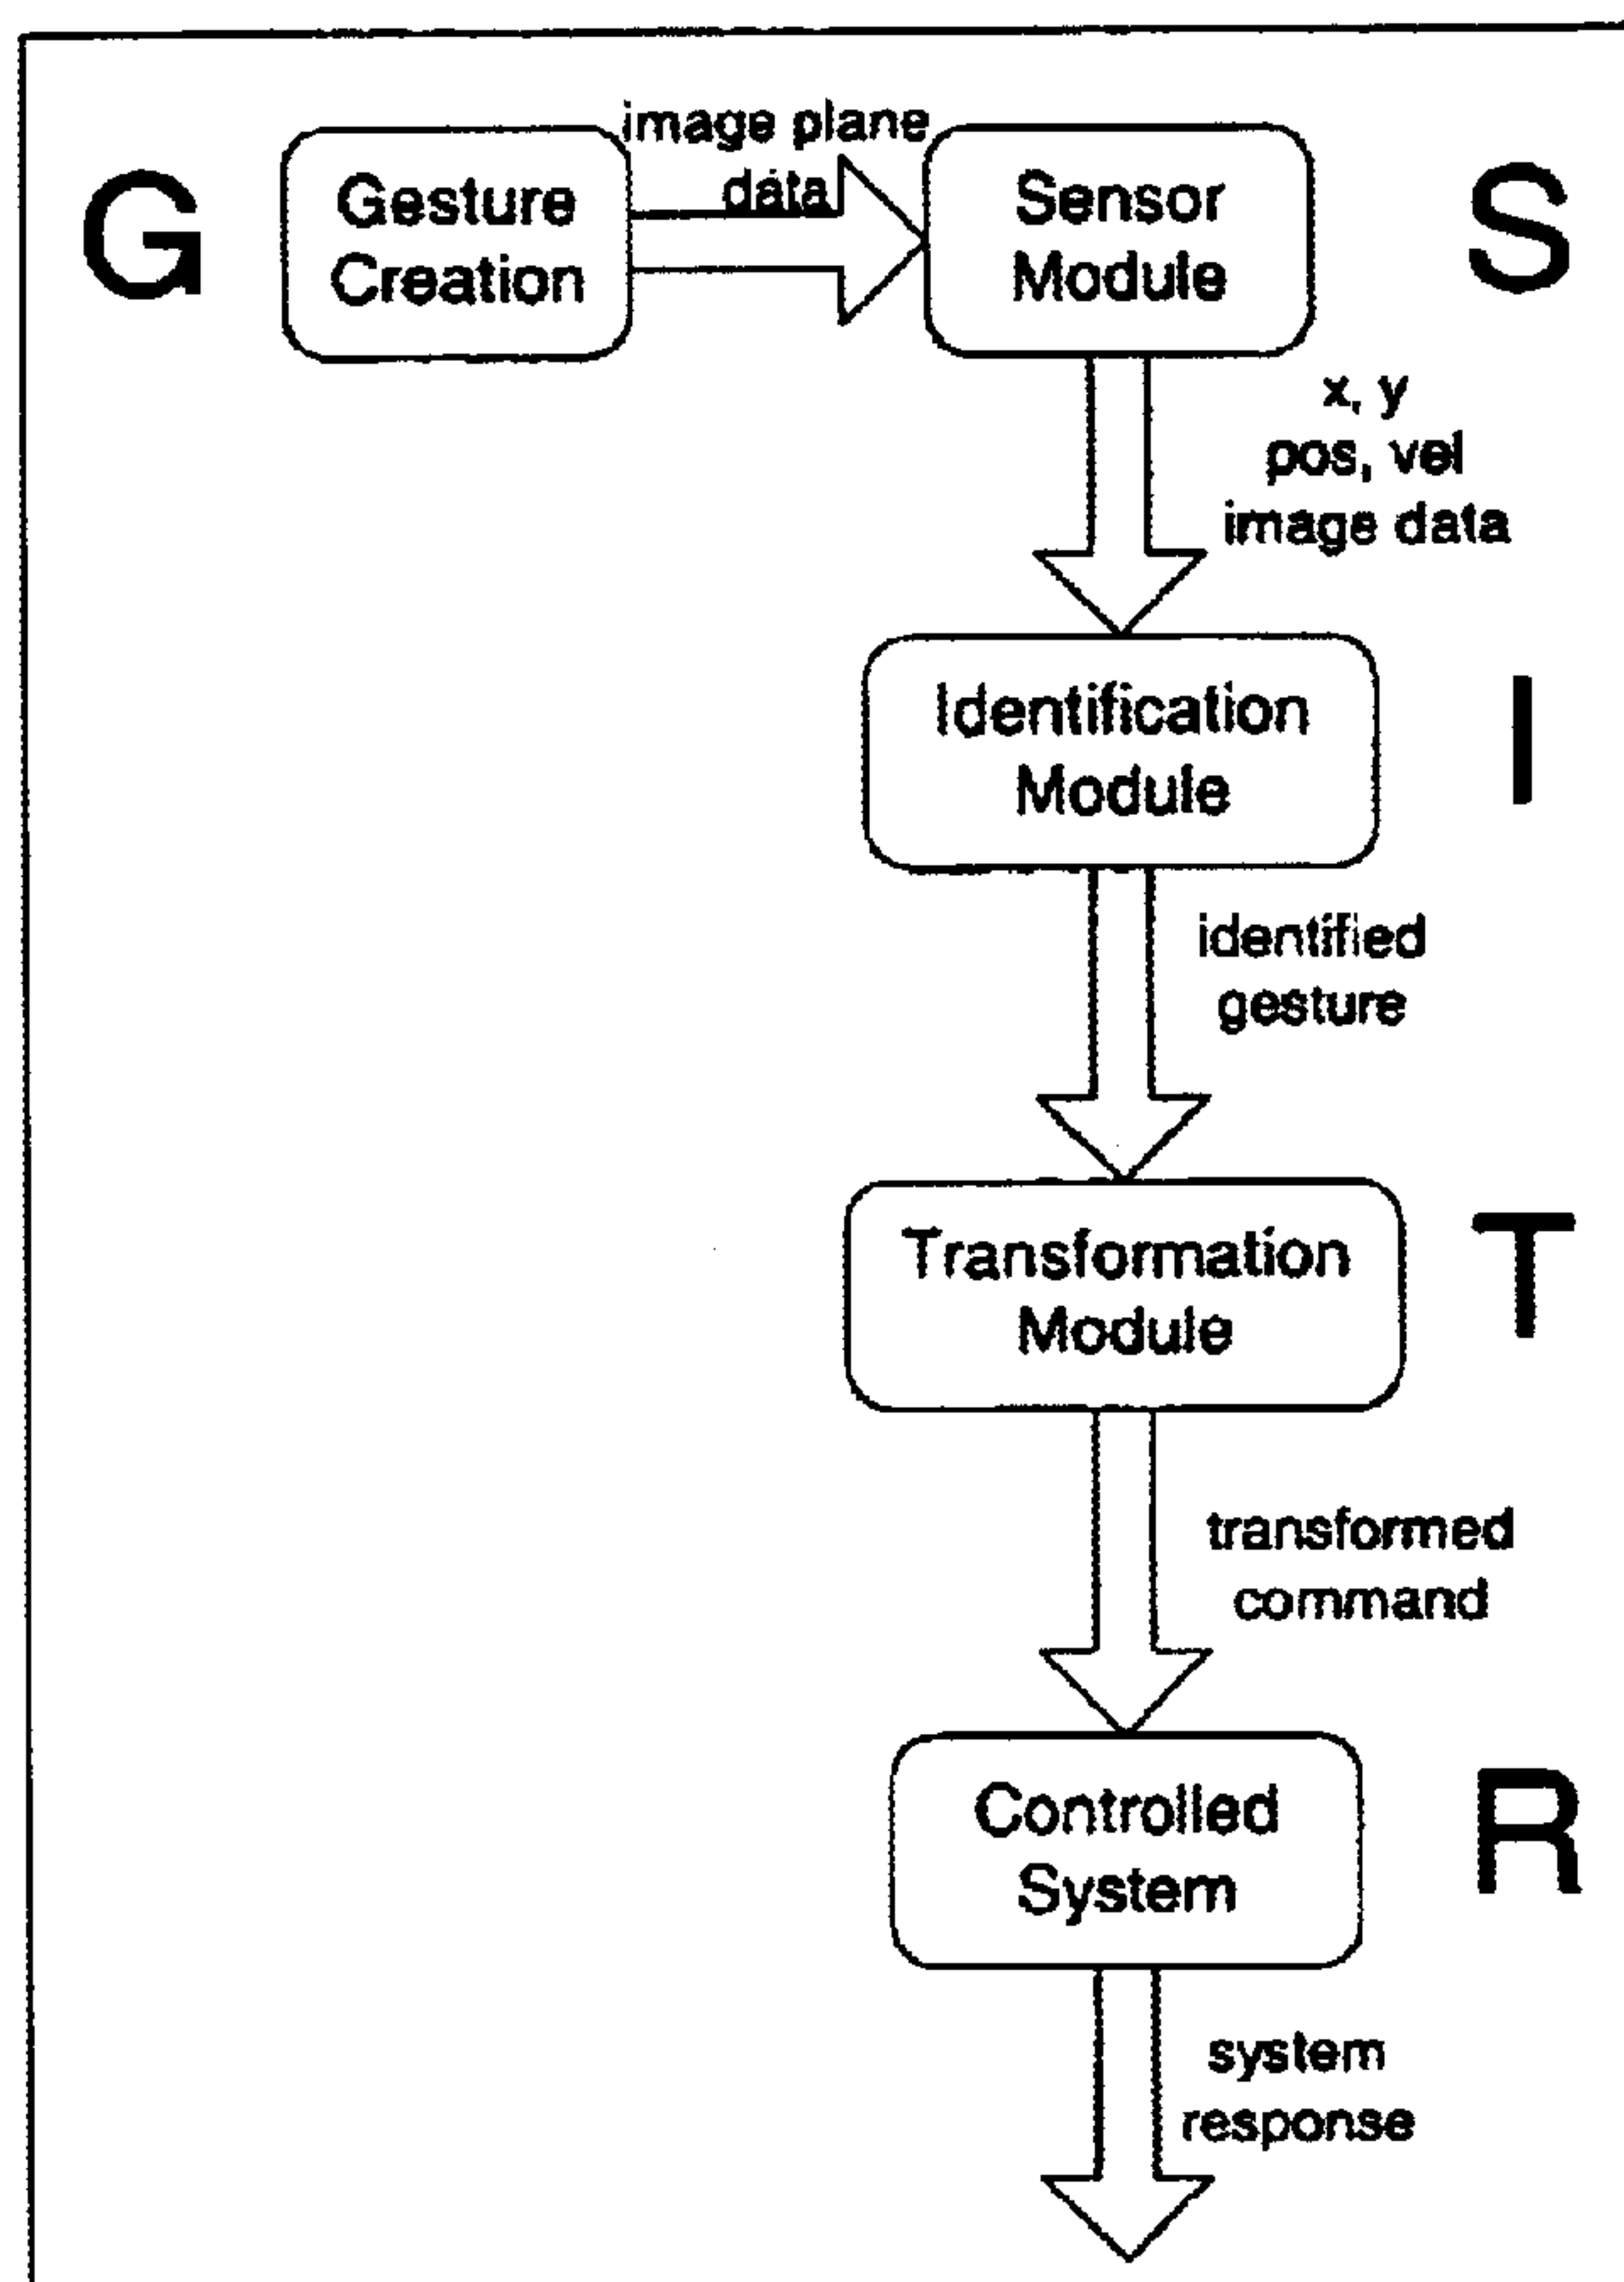 G
Gesture
Creation
image plane
data
Sensor
Module
S
x, y
pos, vel
image data
Identification
Module
I
identified
gesture
Transformation
Module
T
transformed
command
Controlled
System
R
system
response